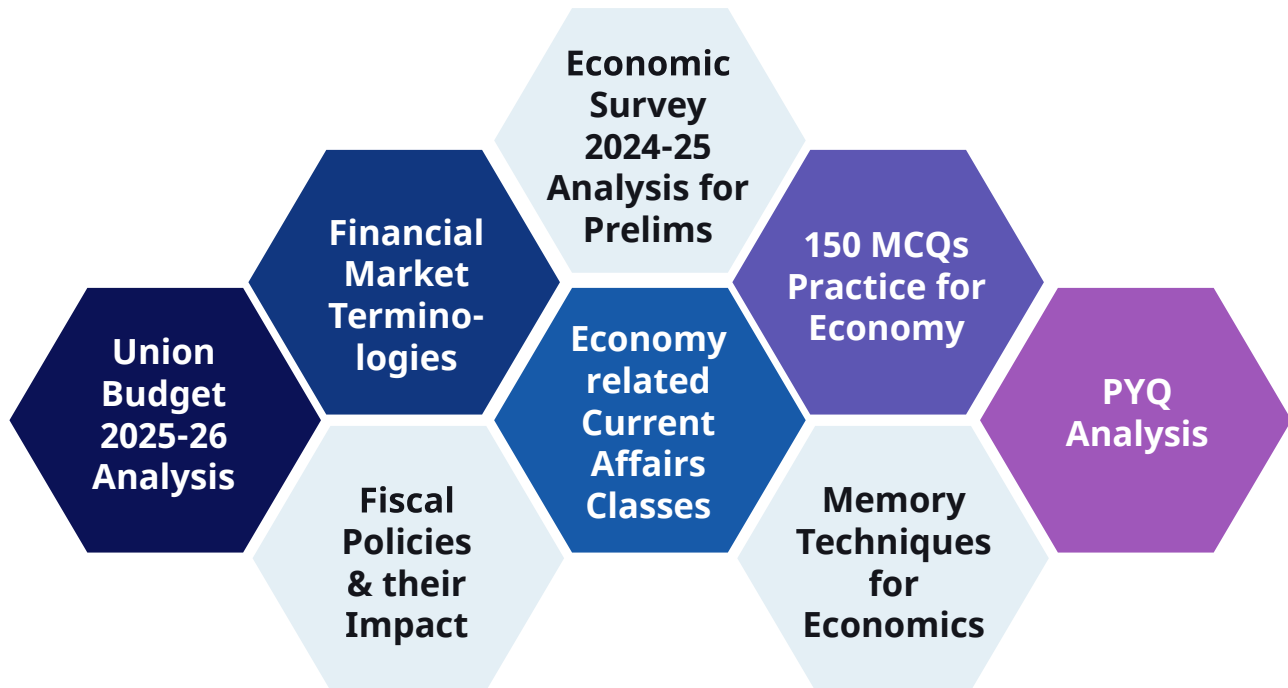 Economic
Survey
2024-25
Analysis for
Prelims
Financial
Market
Termino-
logies
150 MCQs
Practice for
Economy
Union
Budget
2025-26
Analysis
Economy
related
Current
Affairs
Classes
PYQ
Analysis
Fiscal
Policies
& their
Impact
Memory
Techniques
for
Economics